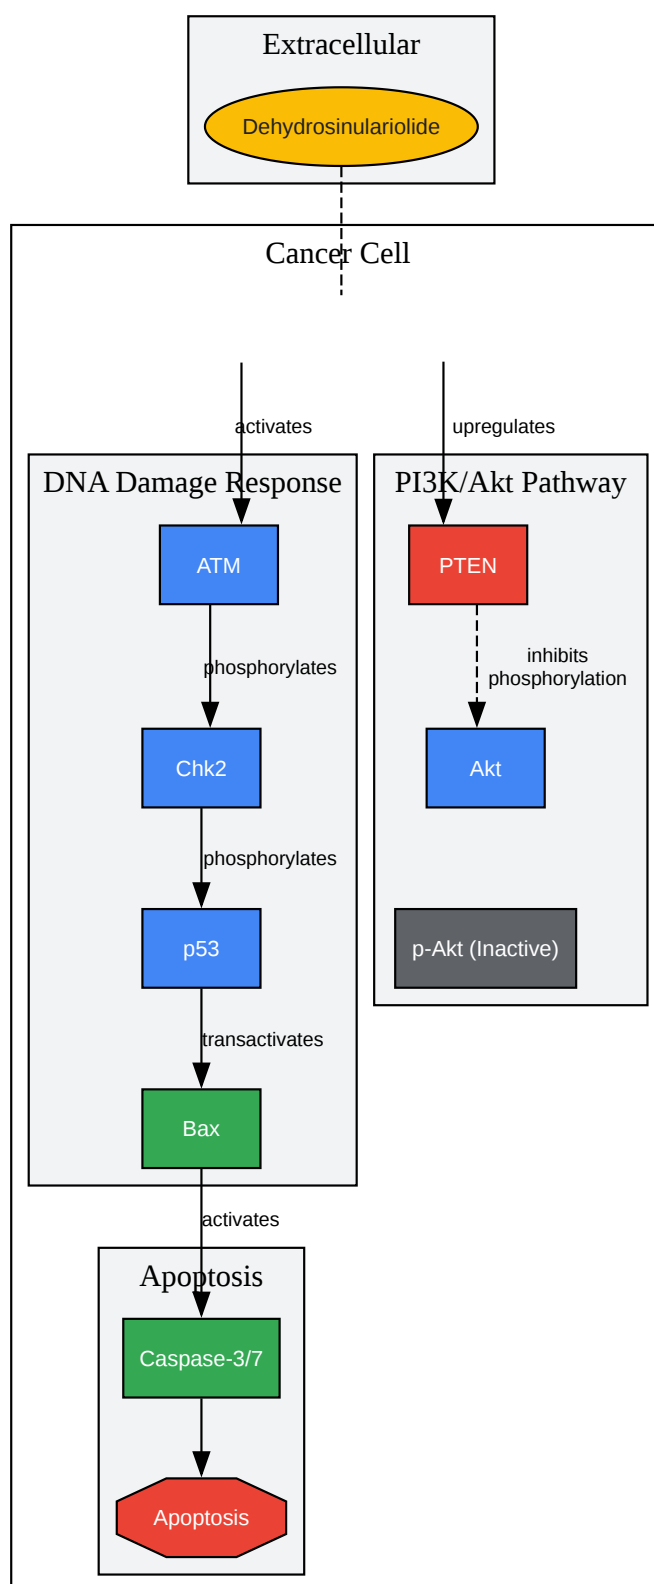 Extracellular
Dehydrosinulariolide
Cancer Cell
activates
upregulates
DNA Damage Response
PI3K/Akt Pathway
ATM
PTEN
phosphorylates
inhibits
phosphorylation
Chk2
Akt
phosphorylates
p53
p-Akt (Inactive)
transactivates
Bax
activates
Apoptosis
Caspase-3/7
Apoptosis